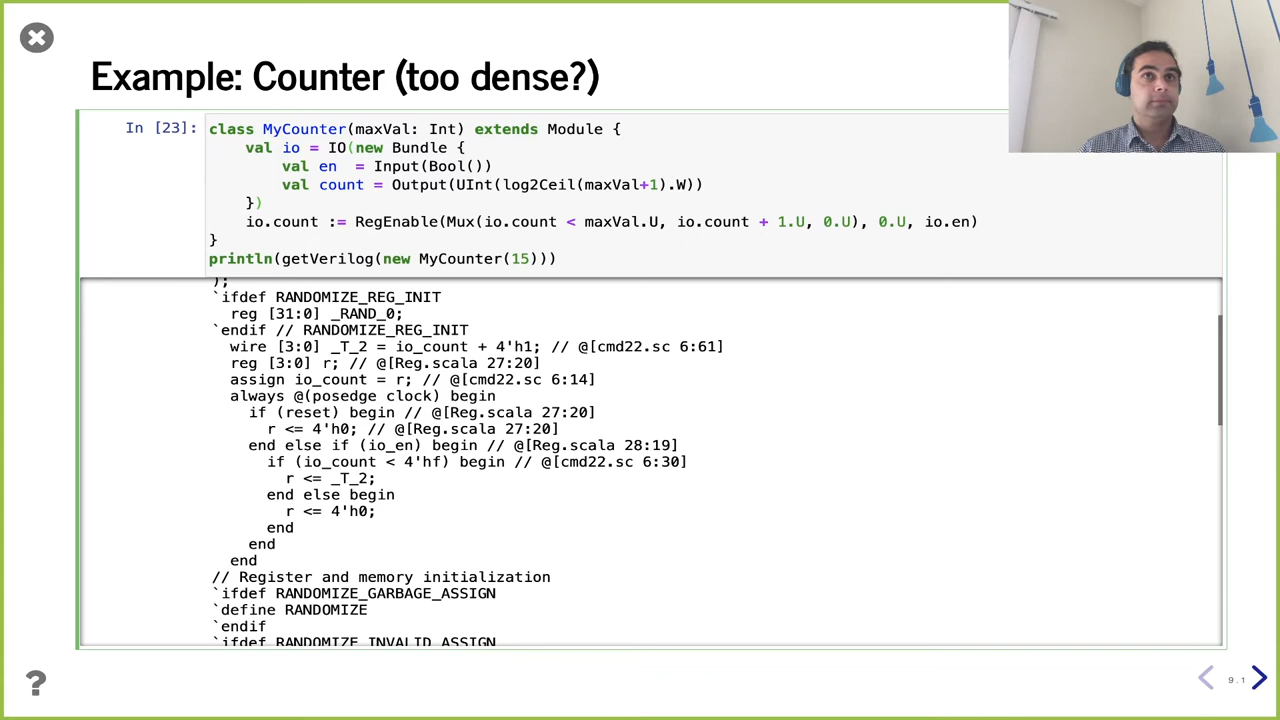 Example: Counter (too dense?)
In [23]:
class MyCounter(maxVal: Int) extends Module {
    val io = IO(new Bundle {
        val en  = Input(Bool())
        val count = Output(UInt(log2Ceil(maxVal+1).W))
    })
    io.count := RegEnable(Mux(io.count < maxVal.U, io.count + 1.U, 0.U), 0.U, io.en)
}
println(getVerilog(new MyCounter(15)))
);
`ifdef RANDOMIZE_REG_INIT
  reg [31:0] _RAND_0;
`endif // RANDOMIZE_REG_INIT
  wire [3:0] _T_2 = io_count + 4'h1; // @[cmd22.sc 6:61]
  reg [3:0] r; // @[Reg.scala 27:20]
  assign io_count = r; // @[cmd22.sc 6:14]
  always @(posedge clock) begin
    if (reset) begin // @[Reg.scala 27:20]
      r <= 4'h0; // @[Reg.scala 27:20]
    end else if (io_en) begin // @[Reg.scala 28:19]
      if (io_count < 4'hf) begin // @[cmd22.sc 6:30]
        r <= _T_2;
      end else begin
        r <= 4'h0;
      end
    end
  end
// Register and memory initialization
`ifdef RANDOMIZE_GARBAGE_ASSIGN
`define RANDOMIZE
`endif
`ifdef RANDOMIZE_INVALID_ASSIGN
?
9.1